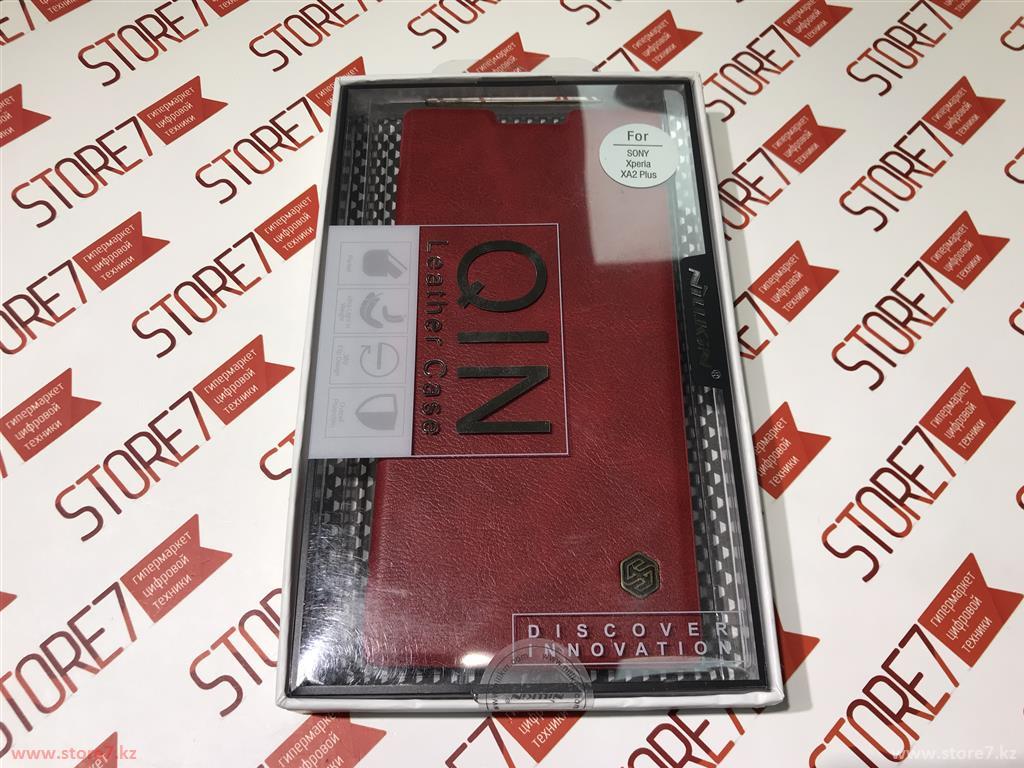 For
SONY
Xperia
XA2 Plus
NILLKIN
QIN
Leather Case
DISCOVER
INNOVATION
NILLKIN
STORE7
гипермаркет
цифровой
техники
www.store7.kz
www.store7.kz